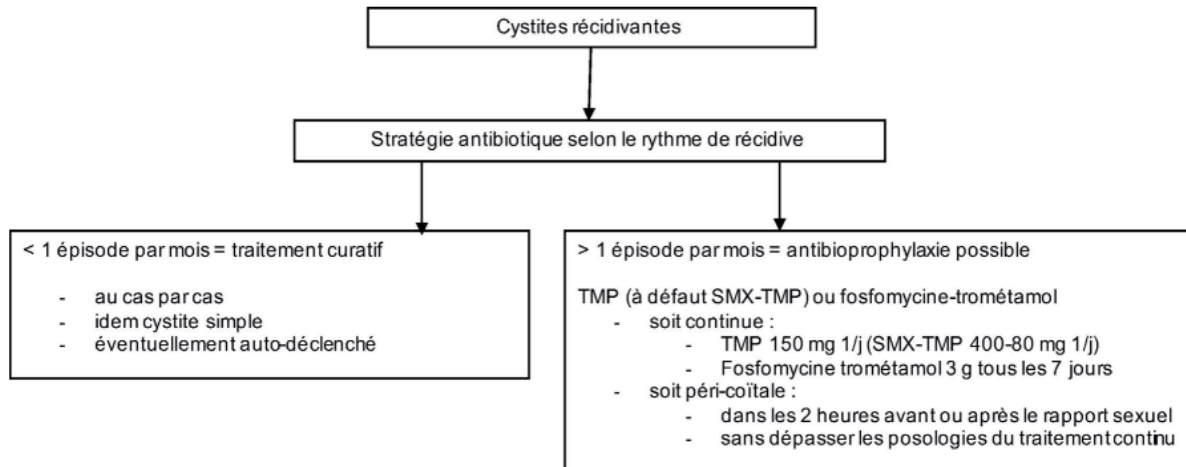 Cystites récidivantes
Stratégie antibiotique selon le rythme de récidive
< 1 épisode par mois = traitement curatif
- au cas par cas
- idem cystite simple
- éventuellement auto-déclenché
> 1 épisode par mois = antibioprophylaxie possible
TMP (à défaut SMX-TMP) ou fosfomycine-trométamol
- soit continue :
- TMP 150 mg 1/j (SMX-TMP 400-80 mg 1/j)
- Fosfomycine trométamol 3 g tous les 7 jours
- soit péri-coïtale :
- dans les 2 heures avant ou après le rapport sexuel
- sans dépasser les posologies du traitement continu